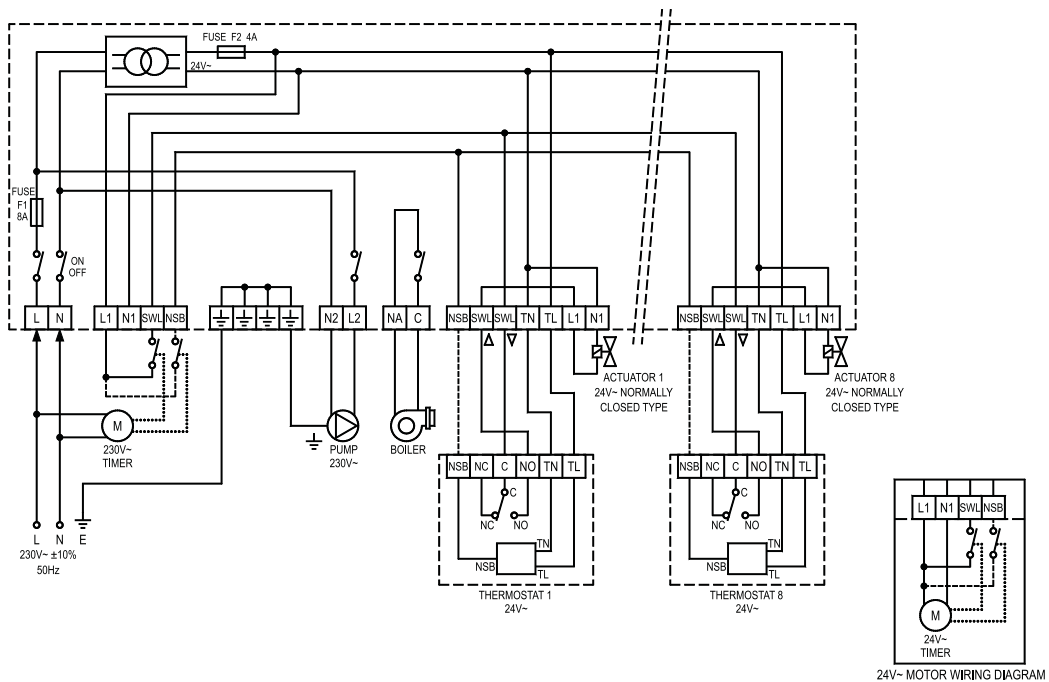 FUSE F2 4A
24V~
FUSE
F1
8A
ON
OFF
L N L1 N1 SWL NSB N2 L2 NA C NSB SWL SWL TN TL L1 N1 NSB SWL SWL TN TL L1 N1
ACTUATOR 1
24V~ NORMALLY
CLOSED TYPE
ACTUATOR 8
24V~ NORMALLY
CLOSED TYPE
M
230V~
TIMER
PUMP
230V~
BOILER
NSB NC C NO TN TL
C
NC NO
TN
NSB
TL
THERMOSTAT 1
24V~
NSB NC C NO TN TL
C
NC NO
TN
NSB
TL
THERMOSTAT 8
24V~
L N E
230V~ ±10%
50Hz
L1 N1 SWL NSB
M
24V~
TIMER
24V~ MOTOR WIRING DIAGRAM